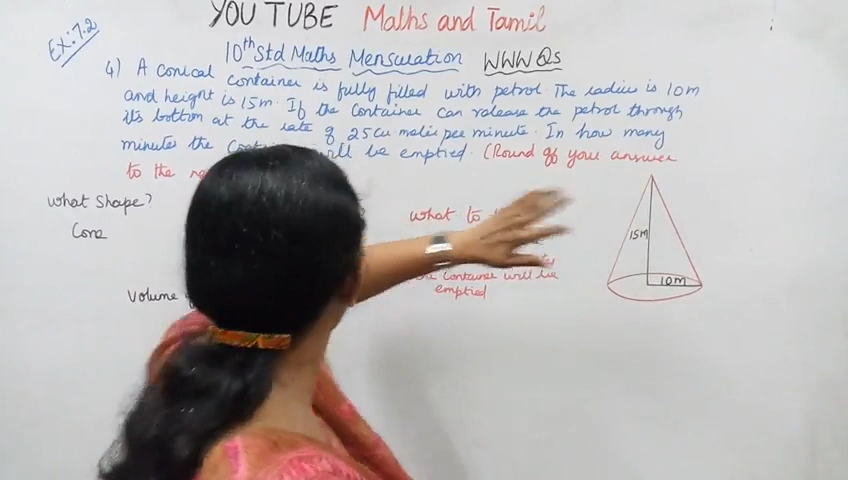 YOU TUBE Maths and Tamil
Ex: 7.2
10th Std Maths Mensuration WWW Qs
4) A conical container is fully filled with petrol. The radius is 10m
and height is 15m. If the container can release the petrol through
its bottom at the rate of 25 cu. metre per minute. In how many
minute the will be emptied. (Round of your answer
to the
what shape?
what to
Cone
15m
the container will be
10m
Volume
emptied